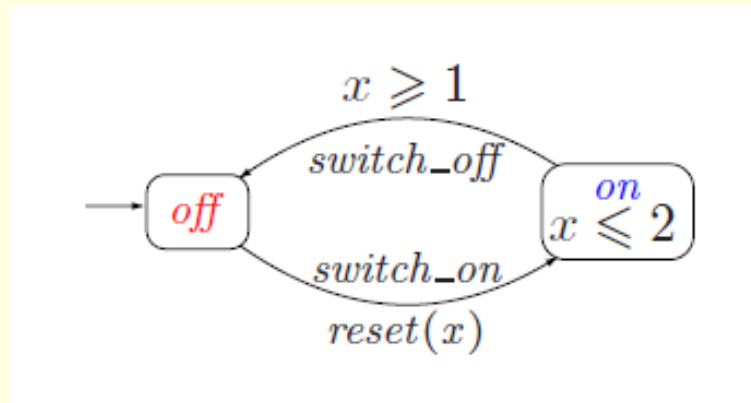 x ⩾ 1
switch_off
off
on
x ⩽ 2
switch_on
reset(x)